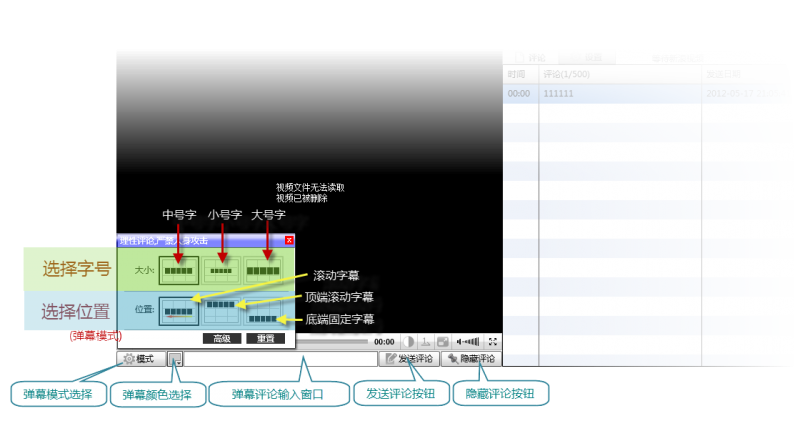 评论
时间 评论(1/500)
00:00 111111
视频文件无法读取
视频已被删除
中号字 小号字 大号字
理性评论,严禁人身攻击
选择字号
大小:
滚动字幕
顶端滚动字幕
选择位置
位置:
底端固定字幕
(弹幕模式)
高级 重置
00:00
模式
发送评论
隐藏评论
弹幕模式选择
弹幕颜色选择
弹幕评论输入窗口
发送评论按钮
隐藏评论按钮